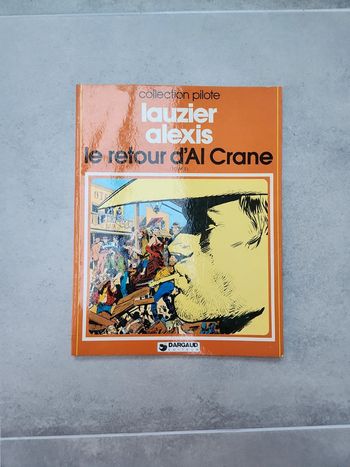 collection pilote
lauzier
alexis
le retour d'Al Crane
DARGAUD